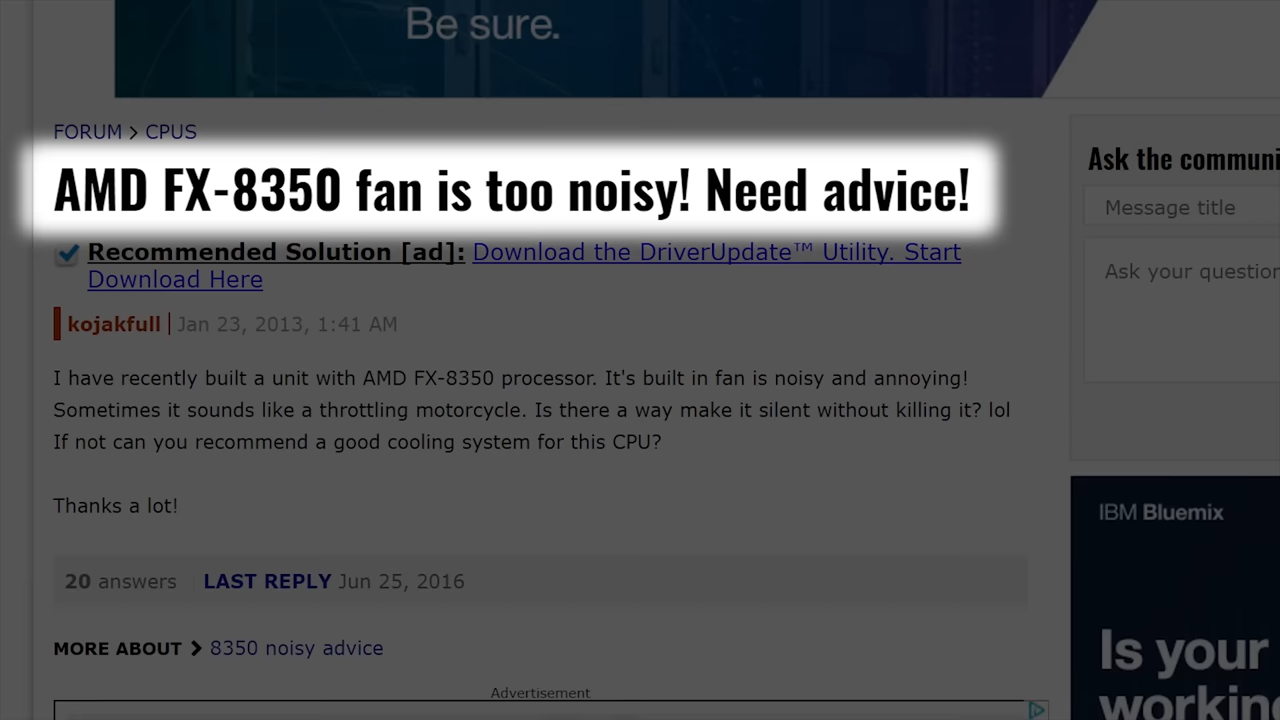 Be sure.
FORUM > CPUS
AMD FX-8350 fan is too noisy! Need advice!
Ask the communi
Message title
Recommended Solution [ad]: Download the DriverUpdate™ Utility. Start
Download Here
Ask your question
kojakfull | Jan 23, 2013, 1:41 AM
I have recently built a unit with AMD FX-8350 processor. It's built in fan is noisy and annoying!
Sometimes it sounds like a throttling motorcycle. Is there a way make it silent without killing it? lol
If not can you recommend a good cooling system for this CPU?
Thanks a lot!
IBM Bluemix
20 answers LAST REPLY Jun 25, 2016
MORE ABOUT > 8350 noisy advice
Is your
working
Advertisement